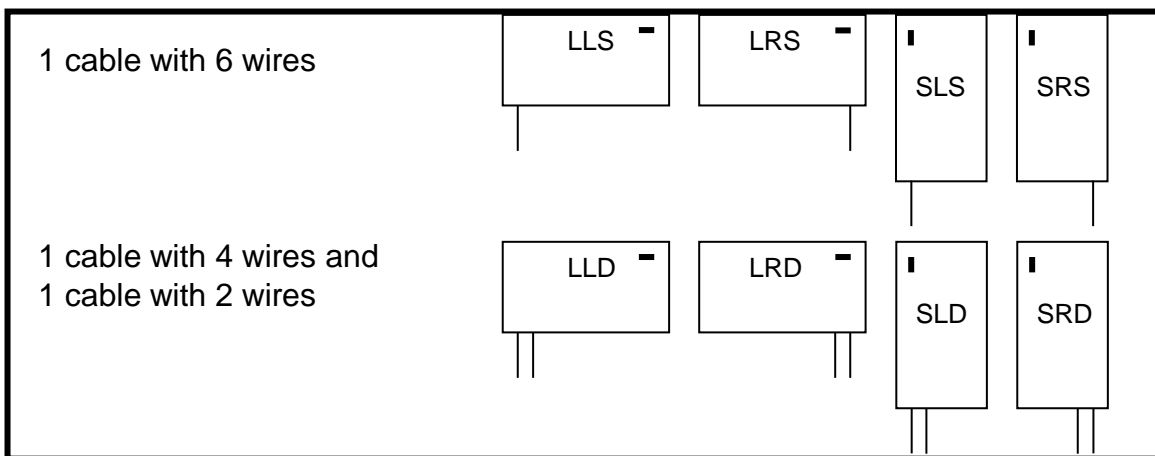 LLS LRS
1 cable with 6 wires
SLS SRS
1 cable with 4 wires and
LLD LRD
1 cable with 2 wires
SLD SRD